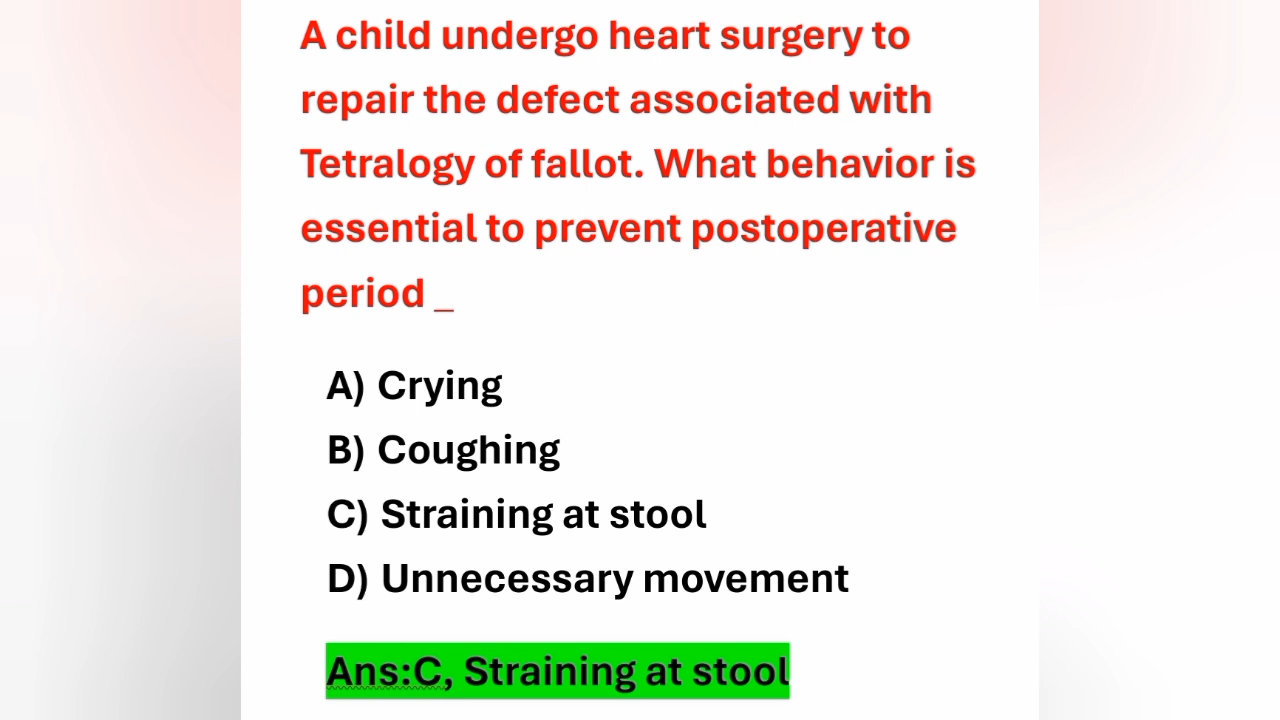 A child undergo heart surgery to
repair the defect associated with
Tetralogy of fallot. What behavior is
essential to prevent postoperative
period _
A) Crying
B) Coughing
C) Straining at stool
D) Unnecessary movement
Ans:C, Straining at stool